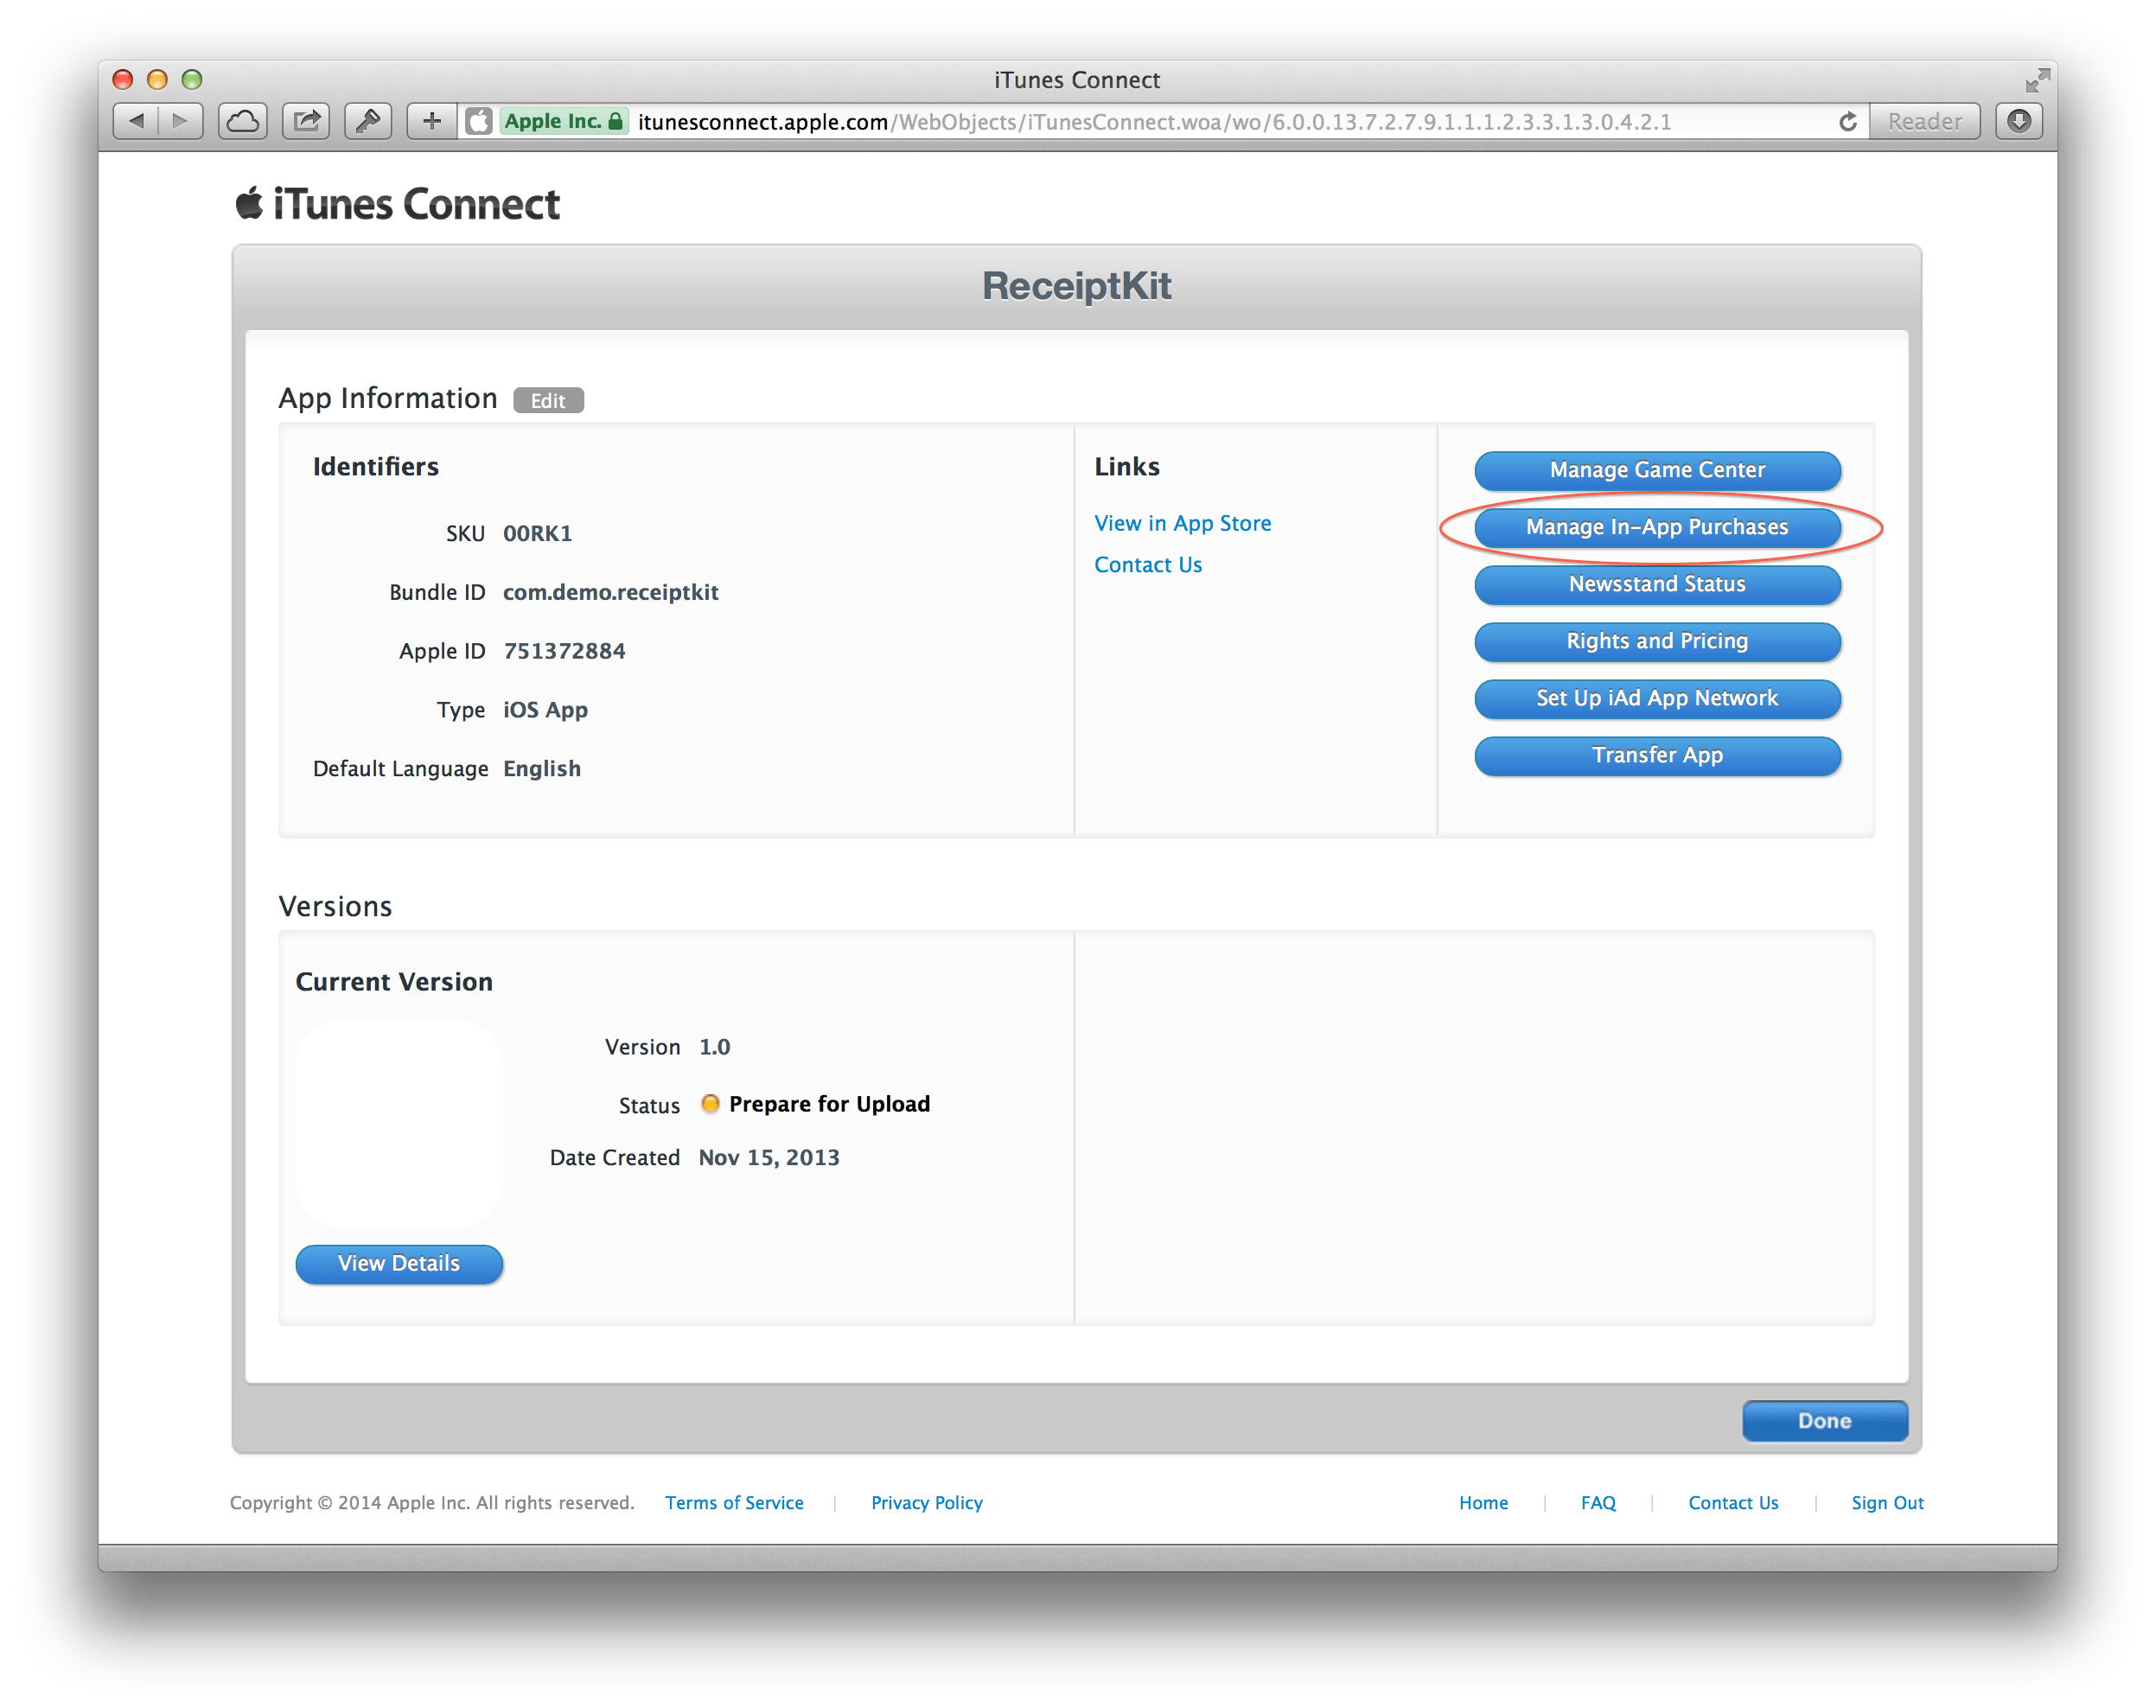 iTunes Connect
Apple Inc. itunesconnect.apple.com/WebObjects/iTunesConnect.woa/wo/6.0.0.13.7.2.7.9.1.1.1.2.3.3.1.3.0.4.2.1 Reader
iTunes Connect
ReceiptKit
App Information Edit
Identifiers
SKU 00RK1
Bundle ID com.demo.receiptkit
Apple ID 751372884
Type iOS App
Default Language English
Links
View in App Store
Contact Us
Manage Game Center
Manage In-App Purchases
Newsstand Status
Rights and Pricing
Set Up iAd App Network
Transfer App
Versions
Current Version
Version 1.0
Status Prepare for Upload
Date Created Nov 15, 2013
View Details
Done
Copyright © 2014 Apple Inc. All rights reserved. Terms of Service | Privacy Policy Home | FAQ | Contact Us | Sign Out